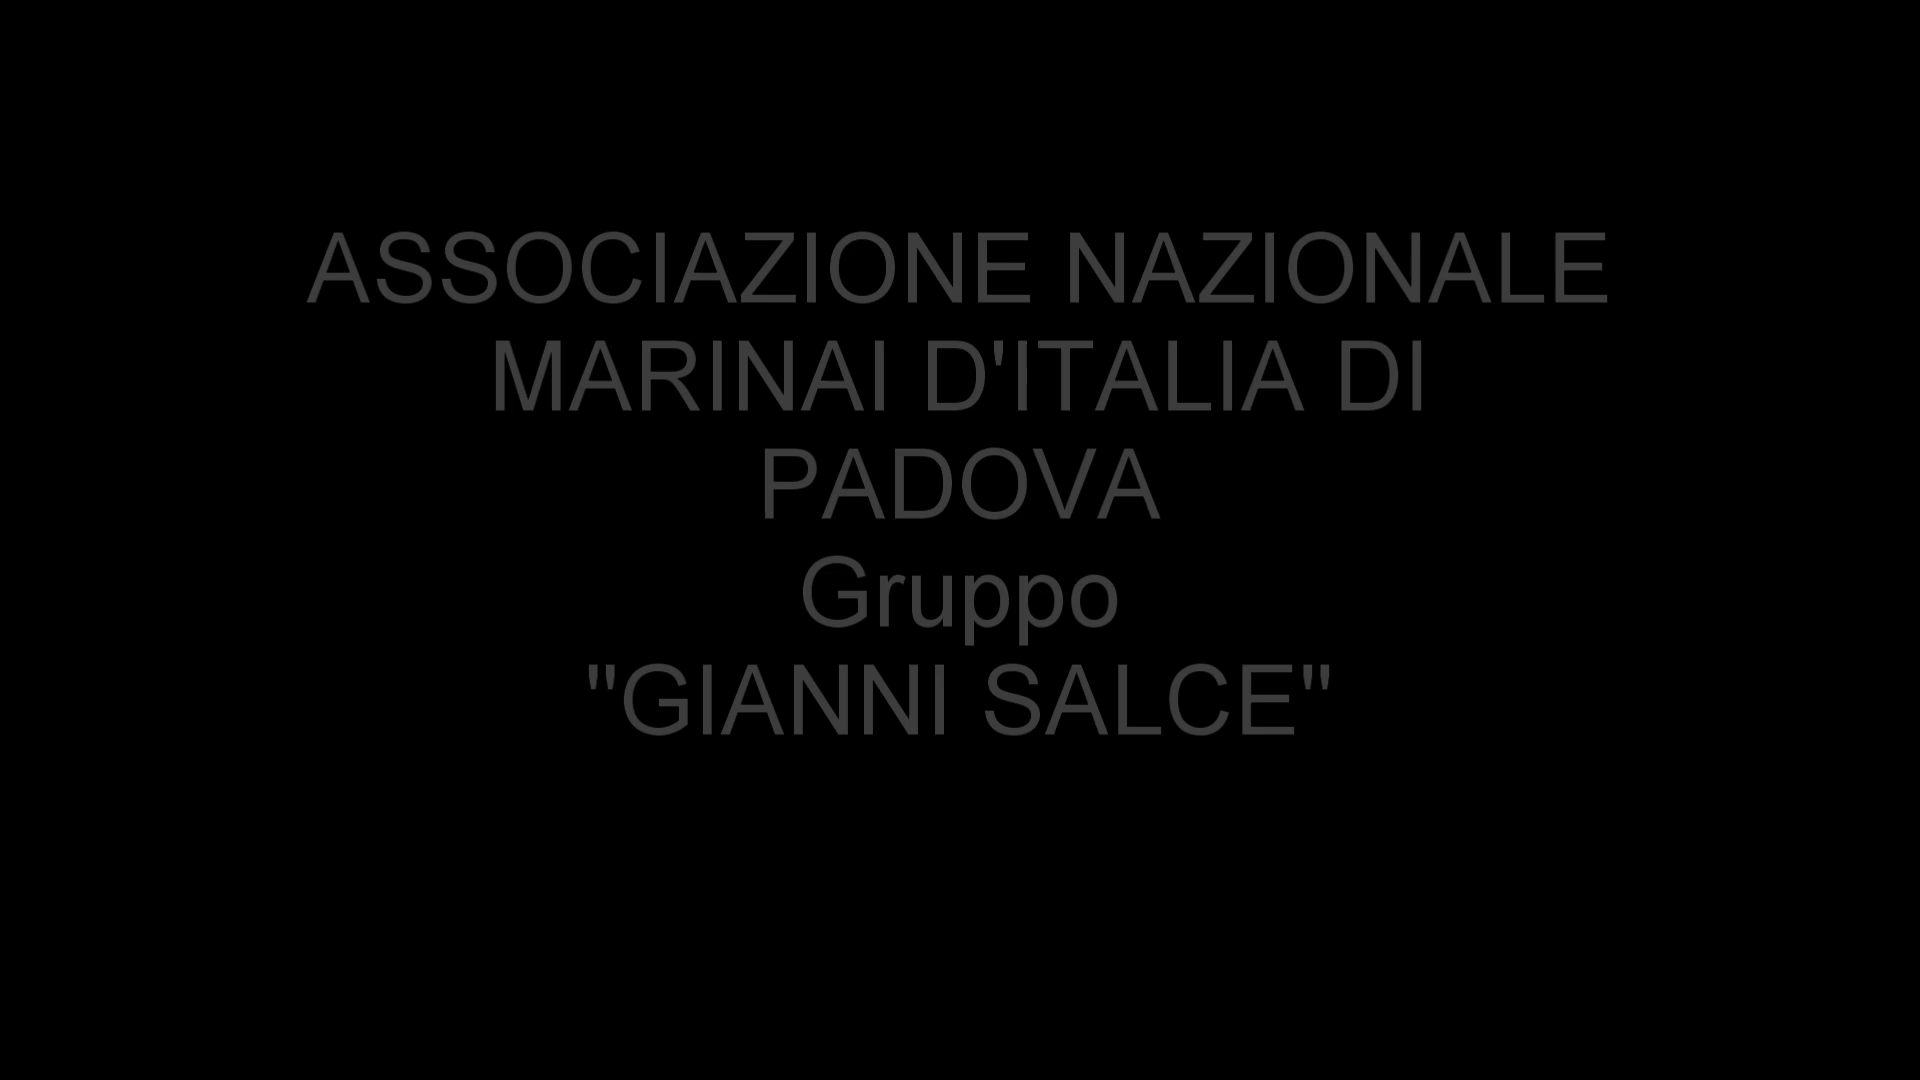 ASSOCIAZIONE NAZIONALE
MARINAI D'ITALIA DI
PADOVA
Gruppo
"GIANNI SALCE"